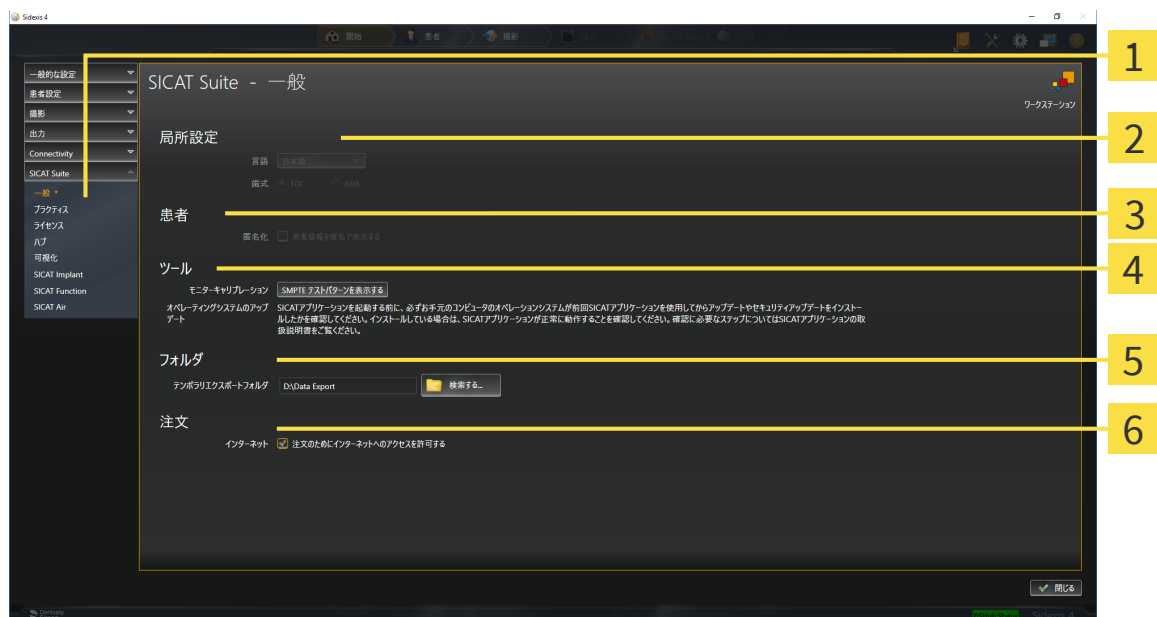 Sidexis 4
開始
患者
撮影
1
一般的な設定
患者設定
撮影
出力
Connectivity
SICAT Suite
一般 *
プラクティス
ライセンス
ハブ
可視化
SICAT Implant
SICAT Function
SICAT Air
SICAT Suite - 一般
ワークステーション
局所設定
2
言語 日本語
歯式 FDI ADA
患者
3
匿名化 患者情報を匿名で表示する
ツール
4
モニターキャリブレーション SMPTE テストパターンを表示する
オペレーティングシステムのアップデート
SICATアプリケーションを起動する前に、必ずお手元のコンピュータのオペレーションシステムが前回SICATアプリケーションを使用してからアップデートやセキュリティアップデートをインストー
ルしたかを確認してください。インストールしている場合は、SICATアプリケーションが正常に動作することを確認してください。確認に必要なステップについてはSICATアプリケーションの取
扱説明書をご覧ください。
フォルダ
5
テンポラリエクスポートフォルダ D:\Data Export 検索する...
注文
6
インターネット 注文のためにインターネットへのアクセスを許可する
閉じる
Dentsply
Sidexis 4